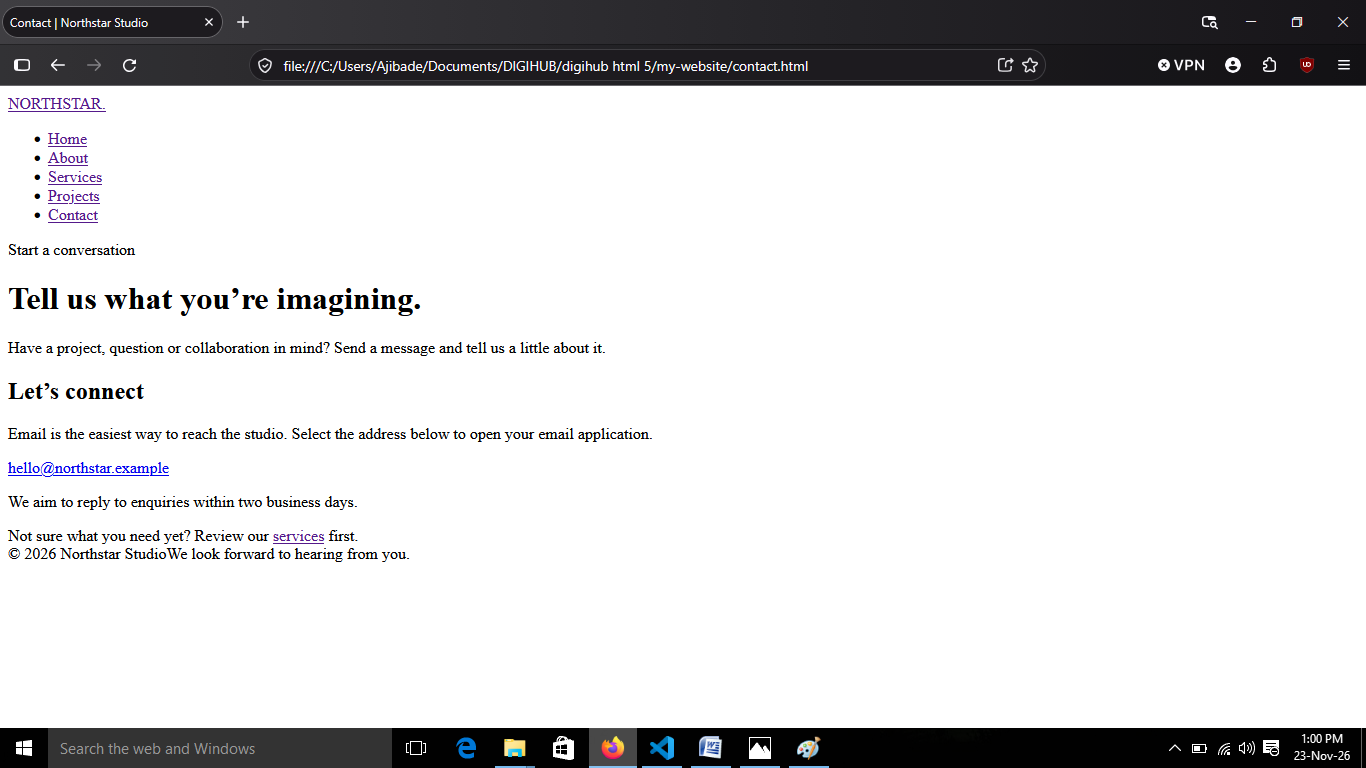 Contact | Northstar Studio
VPN
file:///C:/Users/Ajibade/Documents/DIGIHUB/digihub html 5/my-website/contact.html
NORTHSTAR.
Home
About
Services
Projects
Contact
Start a conversation
Tell us what you’re imagining.
Have a project, question or collaboration in mind? Send a message and tell us a little about it.
Let’s connect
Email is the easiest way to reach the studio. Select the address below to open your email application.
hello@northstar.example
We aim to reply to enquiries within two business days.
Not sure what you need yet? Review our services first.
© 2026 Northstar StudioWe look forward to hearing from you.
Search the web and Windows
1:00 PM
23-Nov-26